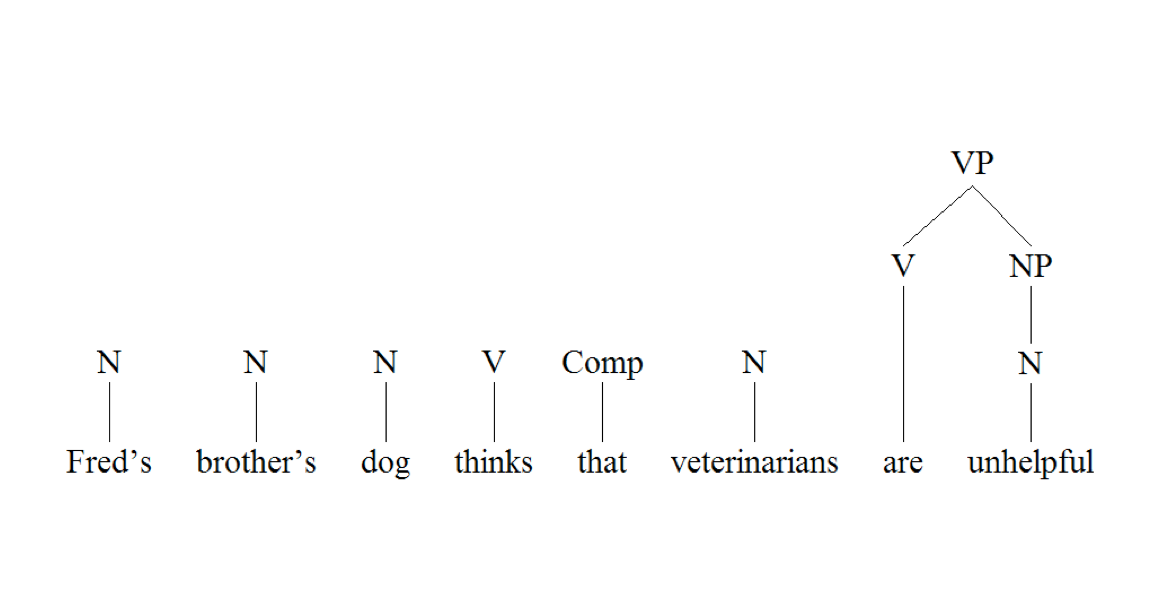 VP
V NP
N N N V Comp N N
Fred’s brother’s dog thinks that veterinarians are unhelpful